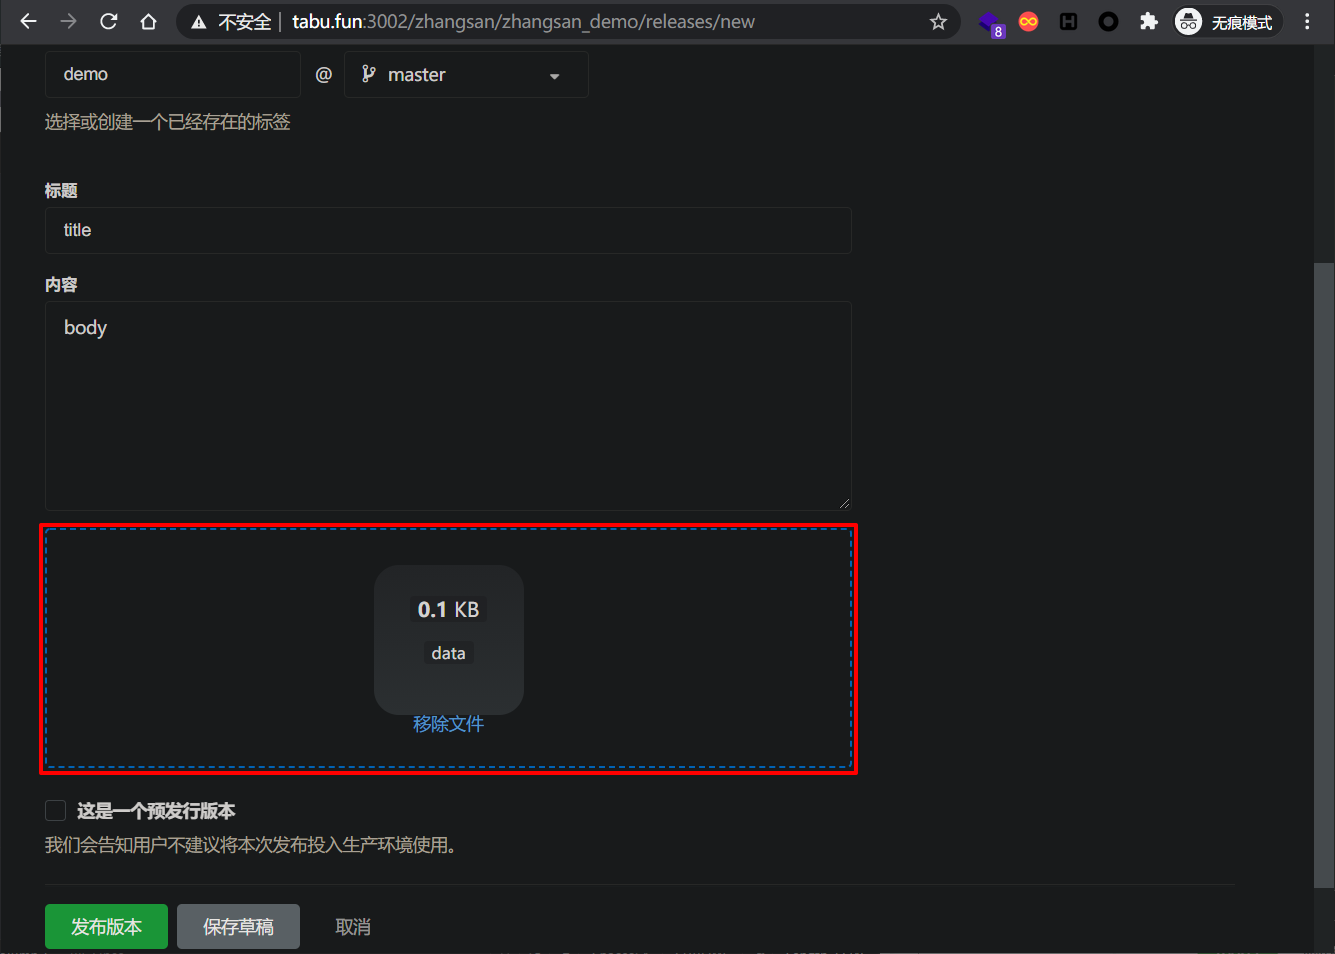 不安全 tabu.fun:3002/zhangsan/zhangsan_demo/releases/new 8 无痕模式
demo @ master
选择或创建一个已经存在的标签
标题
title
内容
body
0.1 KB
data
移除文件
这是一个预发行版本
我们会告知用户不建议将本次发布投入生产环境使用。
发布版本 保存草稿 取消